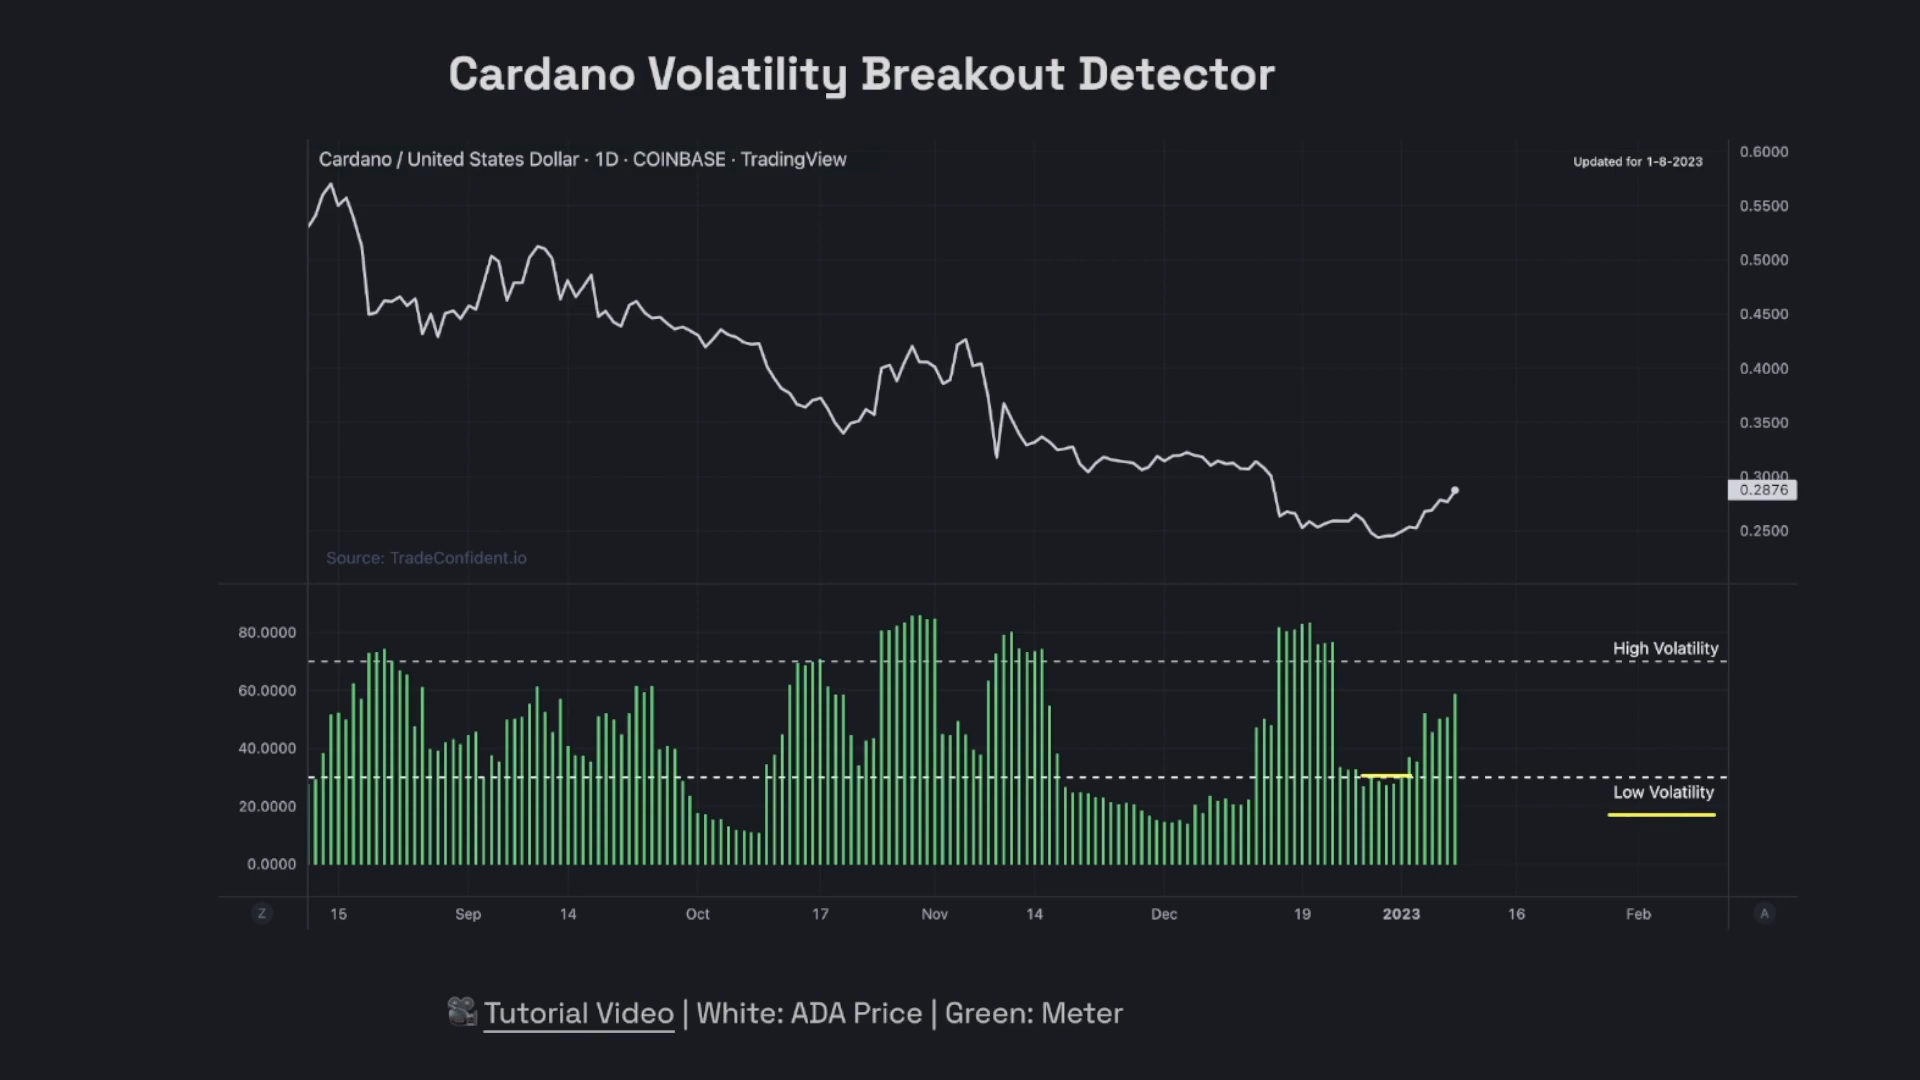 Cardano Volatility Breakout Detector
Cardano / United States Dollar · 1D · COINBASE · TradingView
Updated for 1-8-2023
0.6000
0.5500
0.5000
0.4500
0.4000
0.3500
0.3000
0.2876
0.2500
Source: TradeConfident.io
80.0000
60.0000
40.0000
20.0000
0.0000
High Volatility
Low Volatility
Z 15 Sep 14 Oct 17 Nov 14 Dec 19 2023 16 Feb A
Tutorial Video | White: ADA Price | Green: Meter